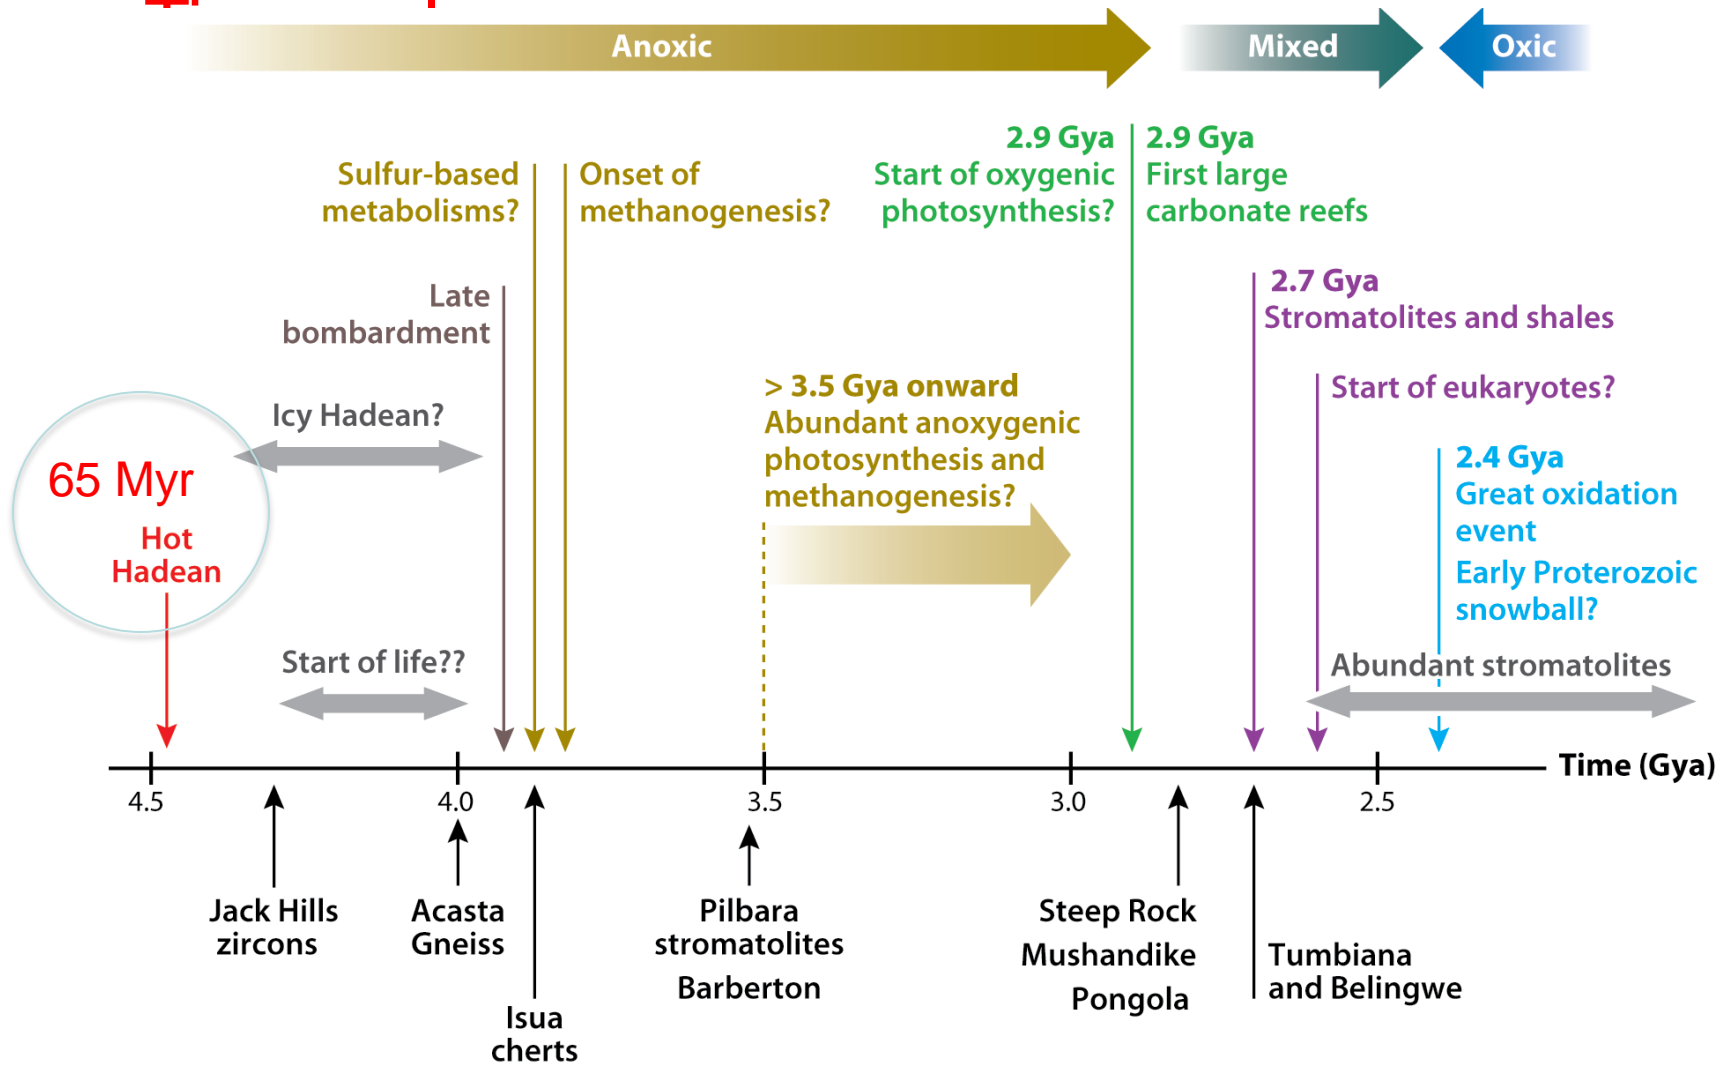 Anoxic
Mixed
Oxic
2.9 Gya
Start of oxygenic
photosynthesis?
2.9 Gya
First large
carbonate reefs
Sulfur-based
metabolisms?
Onset of
methanogenesis?
Late
bombardment
2.7 Gya
Stromatolites and shales
Icy Hadean?
> 3.5 Gya onward
Abundant anoxygenic
photosynthesis and
methanogenesis?
Start of eukaryotes?
65 Myr
Hot
Hadean
2.4 Gya
Great oxidation
event
Early Proterozoic
snowball?
Start of life??
Abundant stromatolites
Time (Gya)
4.5
4.0
3.5
3.0
2.5
Jack Hills
zircons
Acasta
Gneiss
Isua
cherts
Pilbara
stromatolites
Barberton
Steep Rock
Mushandike
Pongola
Tumbiana
and Belingwe